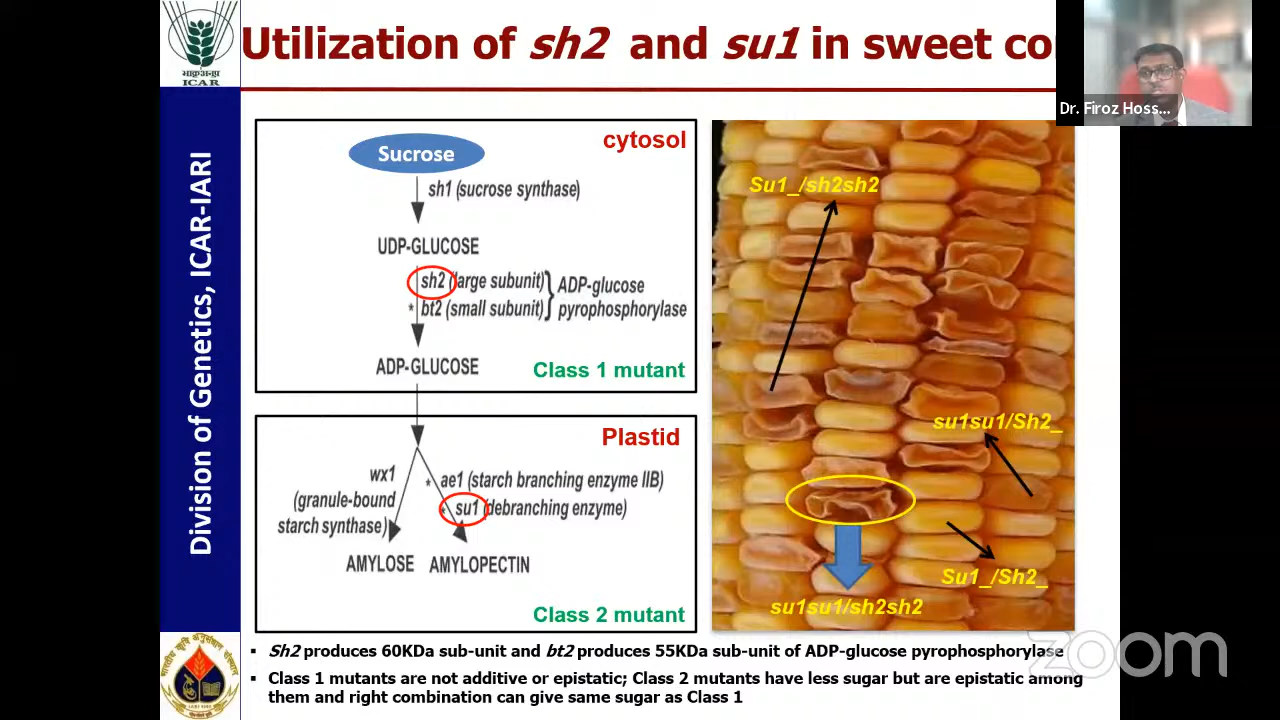 Utilization of sh2 and su1 in sweet co
Dr. Firoz Hoss...
ICAR
Division of Genetics, ICAR-IARI
cytosol
Sucrose
sh1 (sucrose synthase)
UDP-GLUCOSE
sh2 (large subunit)
* bt2 (small subunit)
ADP-glucose
pyrophosphorylase
ADP-GLUCOSE
Class 1 mutant
Plastid
wx1
(granule-bound
starch synthase)
* ae1 (starch branching enzyme IIB)
* su1 (debranching enzyme)
AMYLOSE
AMYLOPECTIN
Class 2 mutant
Su1_/sh2sh2
su1su1/Sh2_
Su1_/Sh2_
su1su1/sh2sh2
zoom
▪ Sh2 produces 60KDa sub-unit and bt2 produces 55KDa sub-unit of ADP-glucose pyrophosphorylase
▪ Class 1 mutants are not additive or epistatic; Class 2 mutants have less sugar but are epistatic among
them and right combination can give same sugar as Class 1